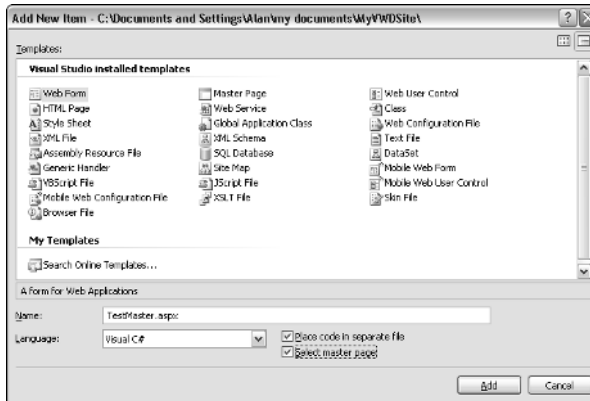 Add New Item - C:\Documents and Settings\Alan\my documents\MyVWDSite\
Templates:
Visual Studio installed templates
Web Form Master Page Web User Control
HTML Page Web Service Class
Style Sheet Global Application Class Web Configuration File
XML File XML Schema Text File
Assembly Resource File SQL Database DataSet
Generic Handler Site Map Mobile Web Form
VBScript File JScript File Mobile Web User Control
Mobile Web Configuration File XSLT File Skin File
Browser File
My Templates
Search Online Templates...
A form for Web Applications
Name: TestMaster.aspx
Language: Visual C# Place code in separate file
Select master page
Add Cancel